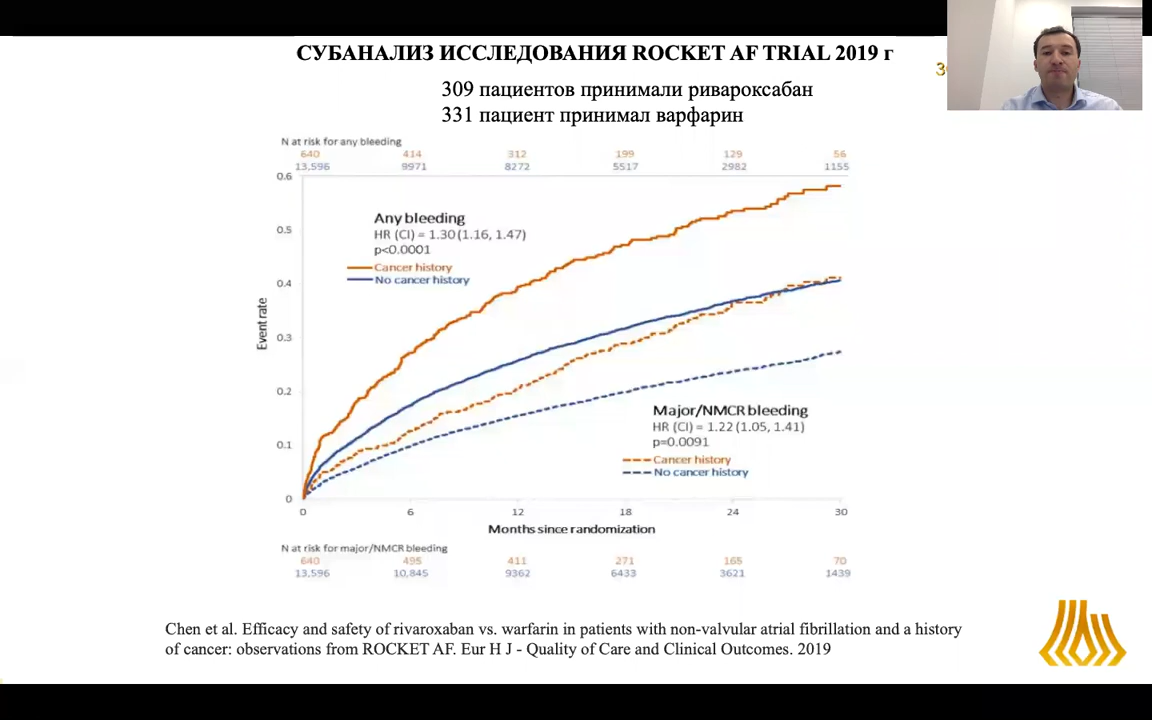 СУБАНАЛИЗ ИССЛЕДОВАНИЯ ROCKET AF TRIAL 2019 г
309 пациентов принимали ривароксабан
331 пациент принимал варфарин
N at risk for any bleeding
640 414 312 199 129 56
13,596 9971 8272 5517 2982 1155
0.6
0.5
0.4
0.3
0.2
0.1
0
Event rate
Any bleeding
HR (CI) = 1.30 (1.16, 1.47)
p<0.0001
Cancer history
No cancer history
Major/NMCR bleeding
HR (CI) = 1.22 (1.05, 1.41)
p=0.0091
Cancer history
No cancer history
0 6 12 18 24 30
Months since randomization
N at risk for major/NMCR bleeding
640 495 411 271 165 70
13,596 10,845 9362 6433 3621 1439
Chen et al. Efficacy and safety of rivaroxaban vs. warfarin in patients with non-valvular atrial fibrillation and a history
of cancer: observations from ROCKET AF. Eur H J - Quality of Care and Clinical Outcomes. 2019